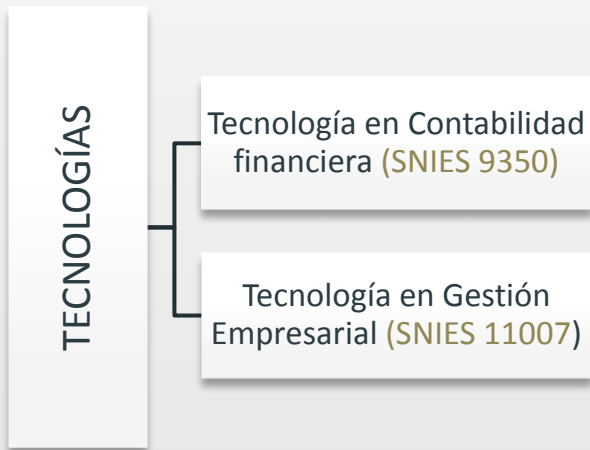 TECNOLOGÍAS
Tecnología en Contabilidad
financiera (SNIES 9350)
Tecnología en Gestión
Empresarial (SNIES 11007)